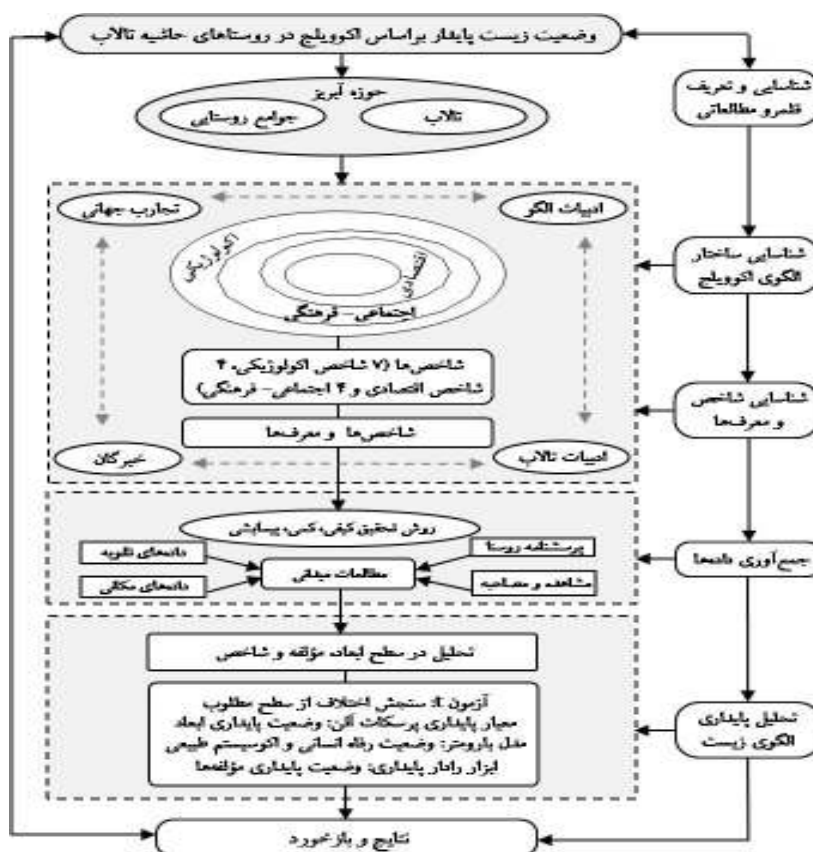 وضعیت زیست پایدار براساس اکوویلج در روستاهای حاشیه تالاب
شناسایی و تعریف
قلمرو مطالعاتی
حوزه آبریز
تالاب
جوامع روستایی
ادبیات الگو
تجارب جهانی
اکولوژیکی
اقتصادی
اجتماعی- فرهنگی
شناسایی ساختار
الگوی اکوویلج
شاخص‌ها (۷ شاخص اکولوژیکی، ۴
شاخص اقتصادی و ۴ اجتماعی- فرهنگی)
شناسایی شاخص
و معرف‌ها
شاخص‌ها و معرف‌ها
ادبیات تالاب
خبرگان
روش تحقیق کیفی، کمی، پیمایشی
پرسشنامه روستا
داده‌های ثانویه
مطالعات میدانی
مشاهده و مصاحبه
داده‌های مکانی
جمع‌آوری داده‌ها
تحلیل در سطح ابعاد، مؤلفه و شاخص
آزمون t: سنجش اختلاف از سطح مطلوب
معیار پایداری پرسکات آلن: وضعیت پایداری ابعاد
مدل بارومتر: وضعیت رفاه انسانی و اکوسیستم طبیعی
ابزار رادار پایداری: وضعیت پایداری مؤلفه‌ها
تحلیل پایداری
الگوی زیست
نتایج و بازخورد